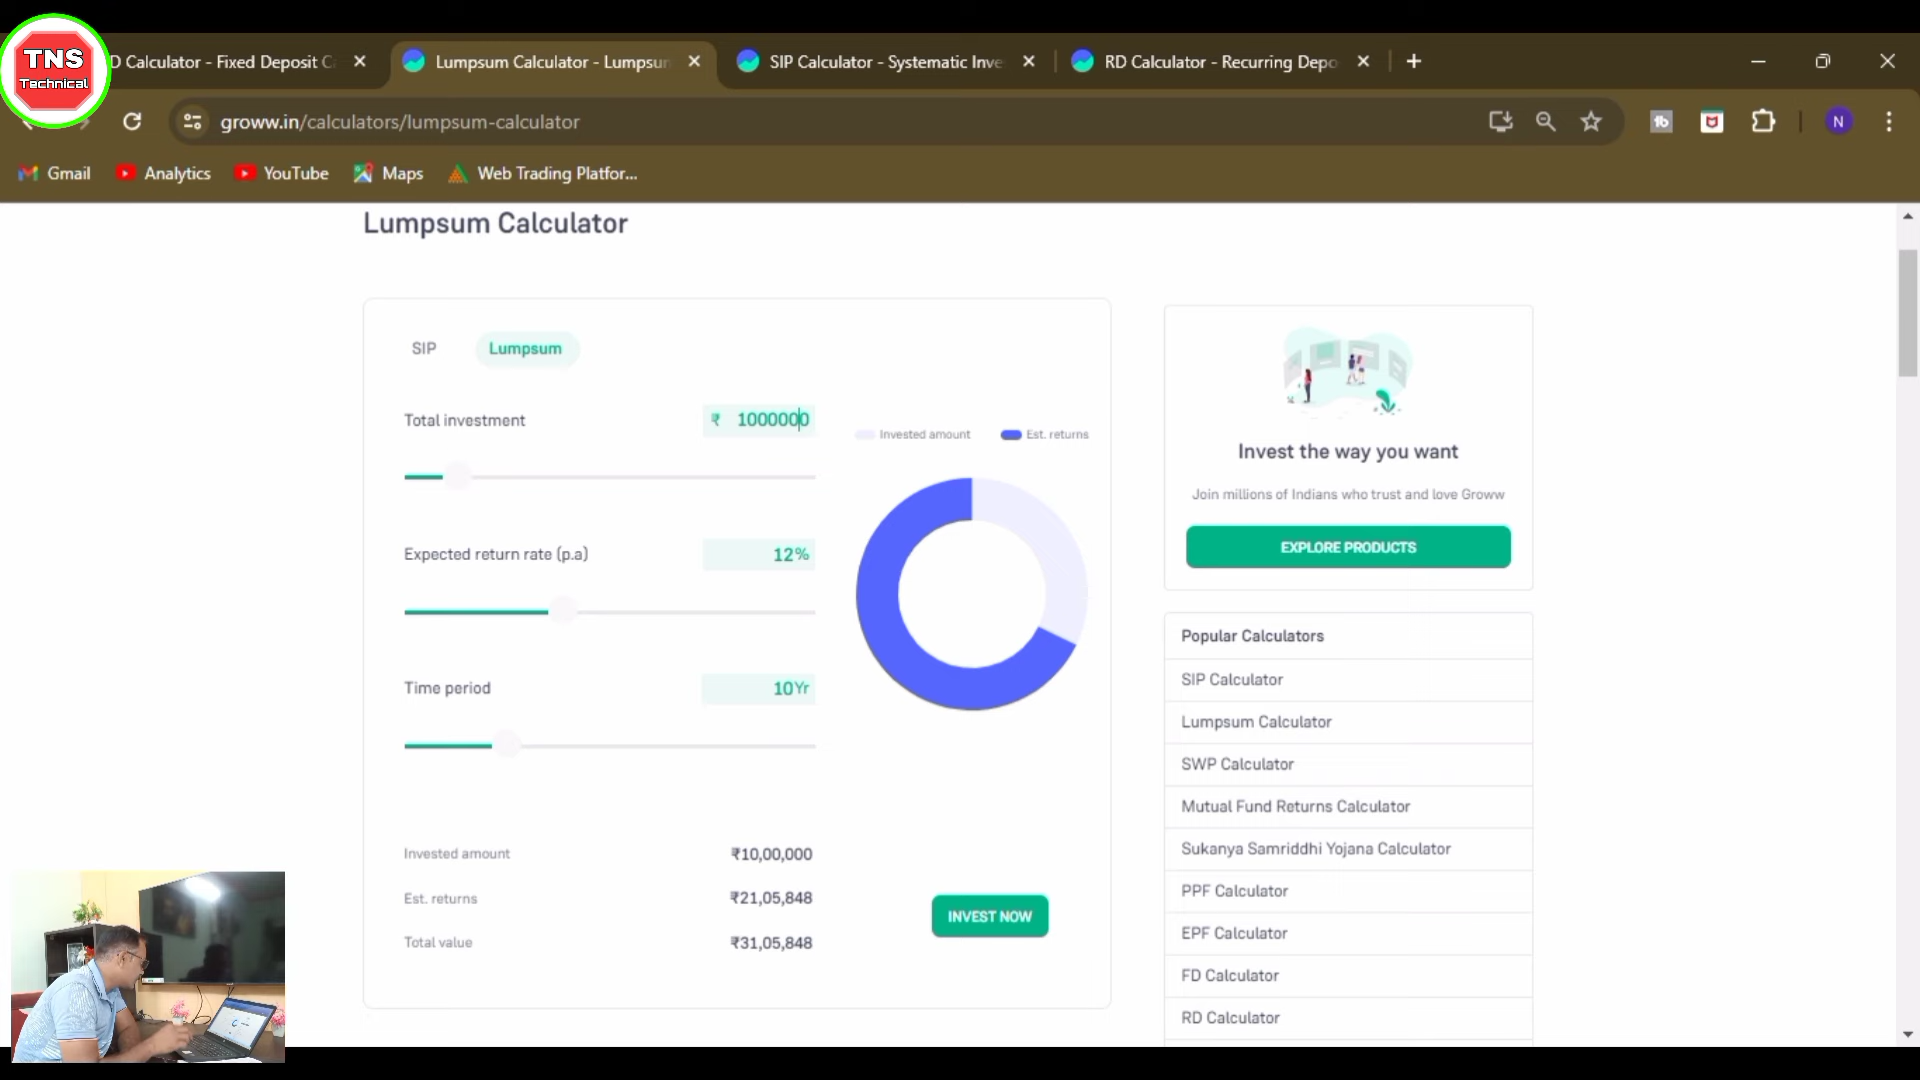 TNS
Technical
D Calculator - Fixed Deposit C
Lumpsum Calculator - Lumpsum
SIP Calculator - Systematic Inve
RD Calculator - Recurring Depo
groww.in/calculators/lumpsum-calculator
N
Gmail
Analytics
YouTube
Maps
Web Trading Platfor...
Lumpsum Calculator
SIP
Lumpsum
Total investment
₹ 1000000
Expected return rate (p.a)
12%
Time period
10Yr
Invested amount
Est. returns
Invested amount
₹10,00,000
Est. returns
₹21,05,848
Total value
₹31,05,848
INVEST NOW
Invest the way you want
Join millions of Indians who trust and love Groww
EXPLORE PRODUCTS
Popular Calculators
SIP Calculator
Lumpsum Calculator
SWP Calculator
Mutual Fund Returns Calculator
Sukanya Samriddhi Yojana Calculator
PPF Calculator
EPF Calculator
FD Calculator
RD Calculator